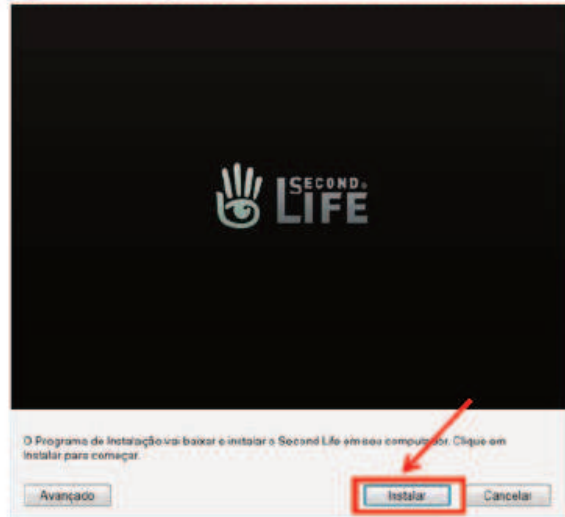 SECOND
LIFE
O Programa de Instalação vai baixar e instalar o Second Life em seu computador. Clique em
Instalar para começar.
Avançado Instalar Cancelar